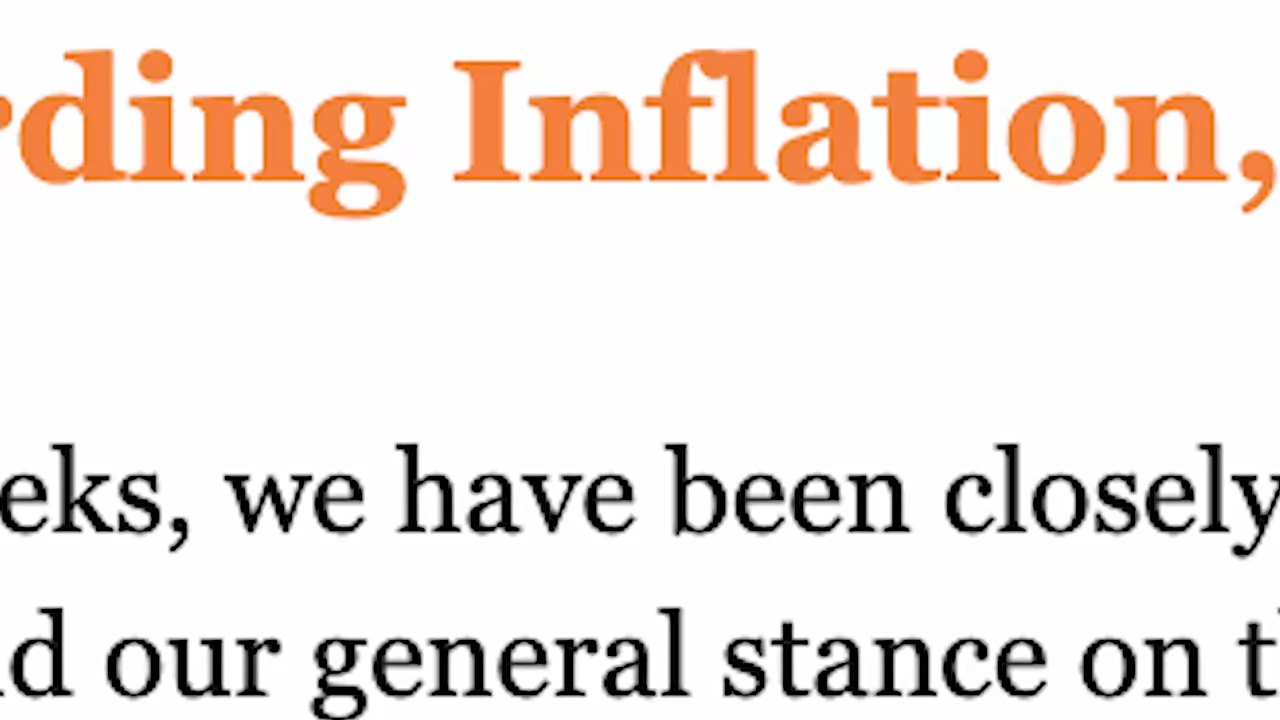 rding Inflation,
eks, we have been closely
d our general stance on t